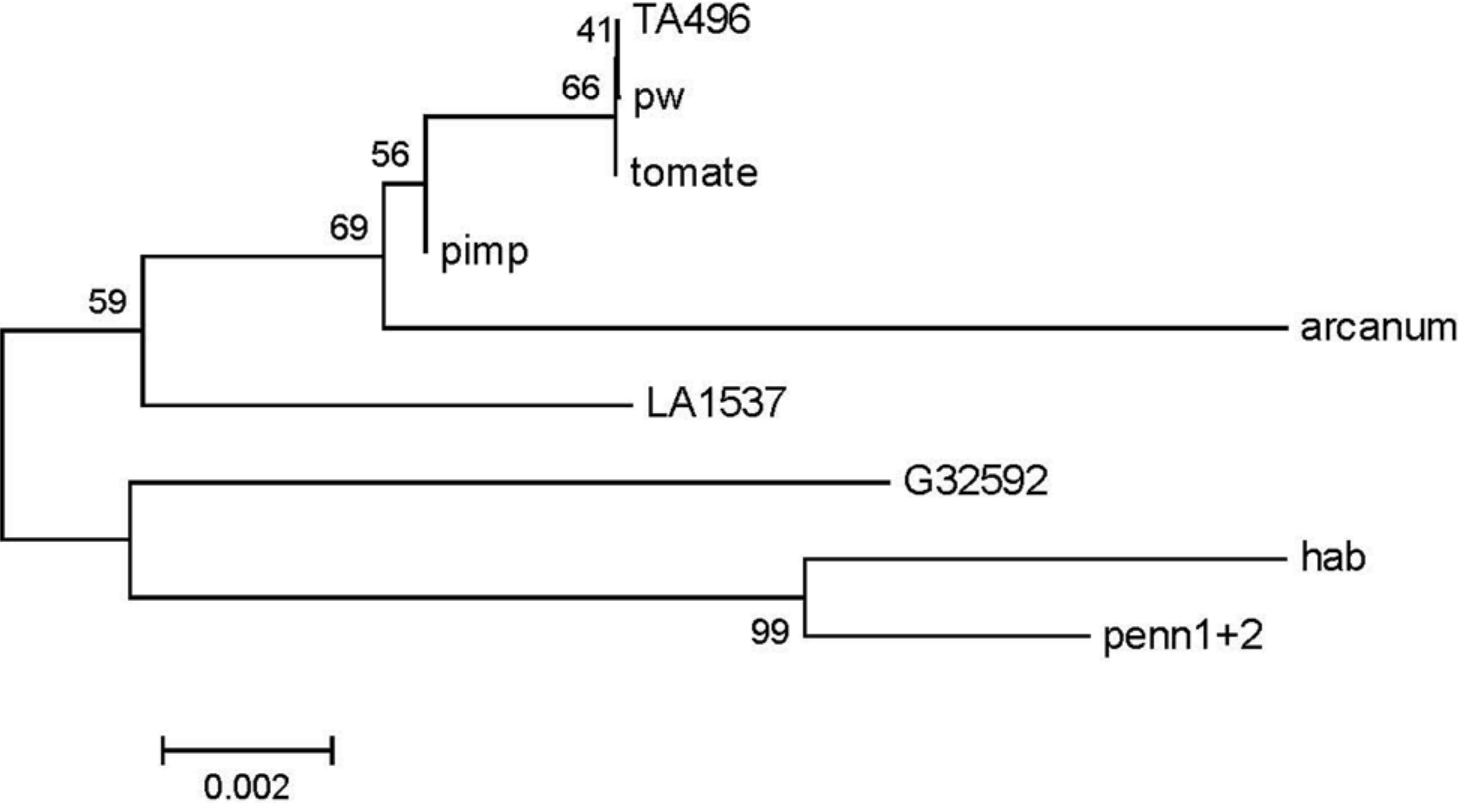 41 TA496
66 pw
56
tomate
69
pimp
59
arcanum
LA1537
G32592
hab
99 penn1+2
0.002